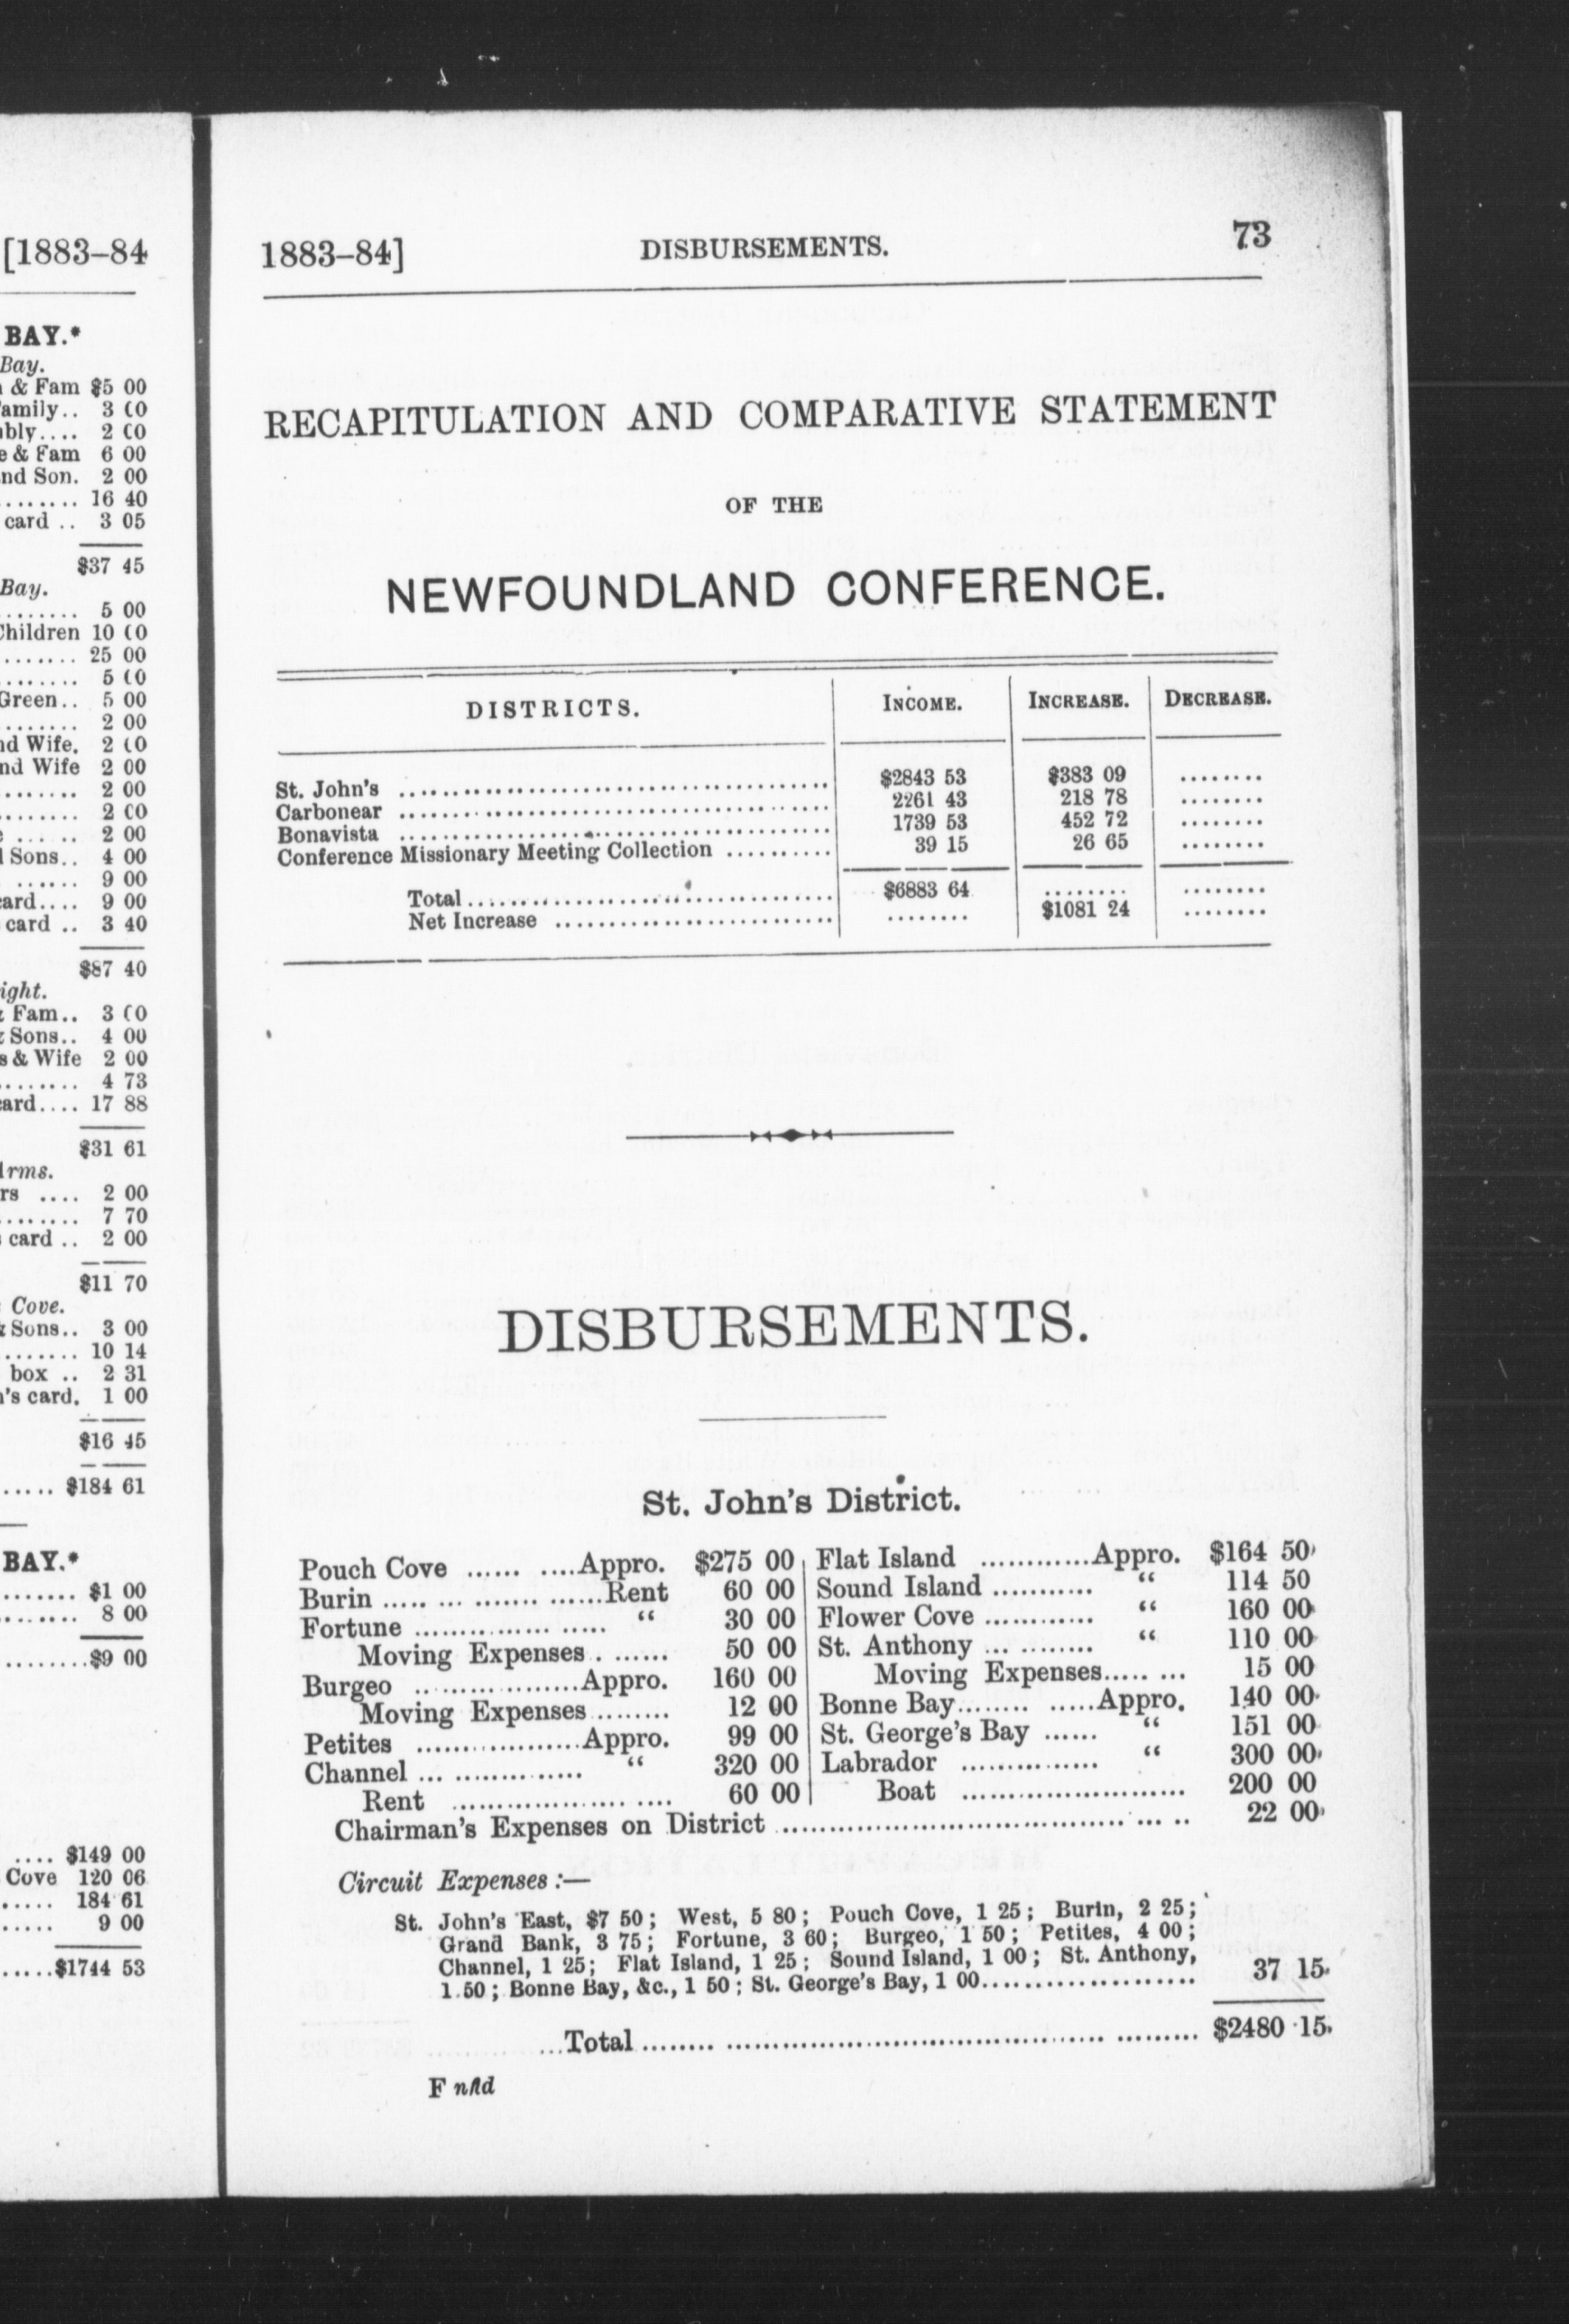 [1883–84
BAY.*
Bay.
& Fam $5 00
amily.. 3 00
bly.... 2 00
e & Fam 6 00
nd Son. 2 00
........ 16 40
card .. 3 05
$37 45
Bay.
........ 5 00
Children 10 00
....... 25 00
........ 5 00
Green.. 5 00
........ 2 00
nd Wife. 2 00
nd Wife 2 00
........ 2 00
........ 2 00
... .. 2 00
Sons.. 4 00
...... 9 00
card.... 9 00
card .. 3 40
$87 40
ight.
& Fam.. 3 00
& Sons.. 4 00
s & Wife 2 00
........ 4 73
card.... 17 88
$31 61
Arms.
rs .... 2 00
........ 7 70
card .. 2 00
$11 70
Cove.
& Sons.. 3 00
........ 10 14
box .. 2 31
n's card. 1 00
$16 45
..... $184 61
BAY.*
....... $1 00
........ 8 00
........$9 00
.... $149 00
Cove 120 06
..... 184 61
..... 9 00
.....$1744 53
1883–84] DISBURSEMENTS. 73
RECAPITULATION AND COMPARATIVE STATEMENT
OF THE
NEWFOUNDLAND CONFERENCE.
DISTRICTS. INCOME. INCREASE. DECREASE.
St. John's ........ $2843 53 $383 09 ........
Carbonear ........ 2261 43 218 78 ........
Bonavista ........ 1739 53 452 72 ........
Conference Missionary Meeting Collection .......... 39 15 26 65 ........
Total........ $6883 64 ........ ........
Net Increase ........ ........ $1081 24 ........
DISBURSEMENTS.
St. John's District.
Pouch Cove ...... ....Appro. $275 00
Burin ........Rent 60 00
Fortune ........ “ 30 00
Moving Expenses. ...... 50 00
Burgeo ........Appro. 160 00
Moving Expenses........ 12 00
Petites ........Appro. 99 00
Channel ........ “ 320 00
Rent ........ 60 00
Flat Island ............Appro. $164 50
Sound Island ........... “ 114 50
Flower Cove ............ “ 160 00
St. Anthony ... ......... “ 110 00
Moving Expenses..... ... 15 00
Bonne Bay........ .....Appro. 140 00
St. George's Bay ...... “ 151 00
Labrador ............... “ 300 00
Boat ........ 200 00
Chairman's Expenses on District ........ 22 00
Circuit Expenses :—
St. John's East, $7 50 ; West, 5 80 ; Pouch Cove, 1 25 ; Burin, 2 25 ;
Grand Bank, 3 75 ; Fortune, 3 60 ; Burgeo, 1 50 ; Petites, 4 00 ;
Channel, 1 25 ; Flat Island, 1 25 ; Sound Island, 1 00 ; St. Anthony,
1.50 ; Bonne Bay, &c., 1 50 ; St. George's Bay, 1 00.................... 37 15
Total ........ $2480 15
F nfld